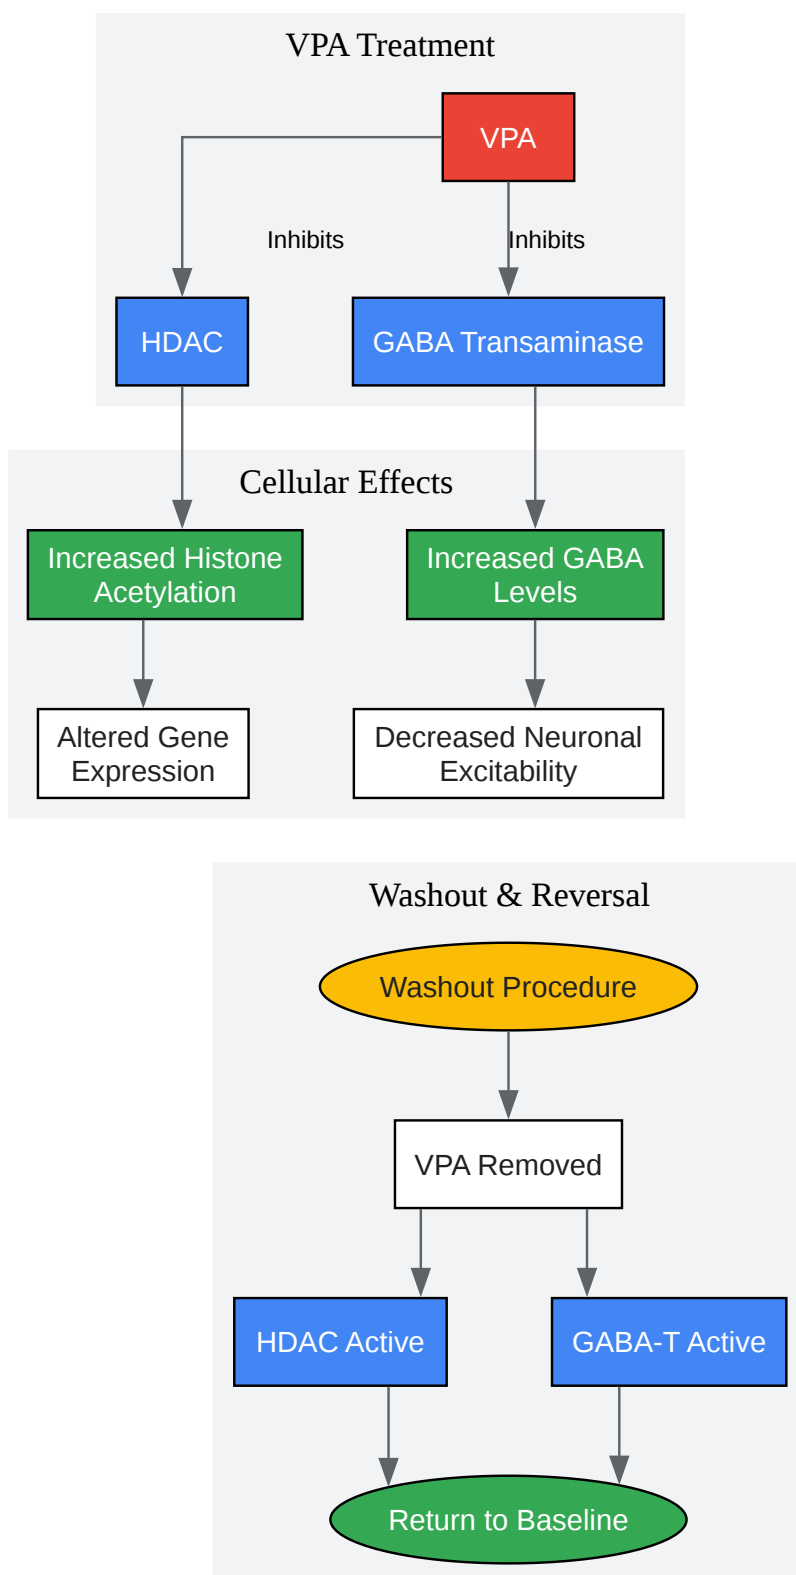 VPA Treatment
VPA
Inhibits
Inhibits
HDAC
GABA Transaminase
Cellular Effects
Increased Histone
Acetylation
Increased GABA
Levels
Altered Gene
Expression
Decreased Neuronal
Excitability
Washout & Reversal
Washout Procedure
VPA Removed
HDAC Active
GABA-T Active
Return to Baseline